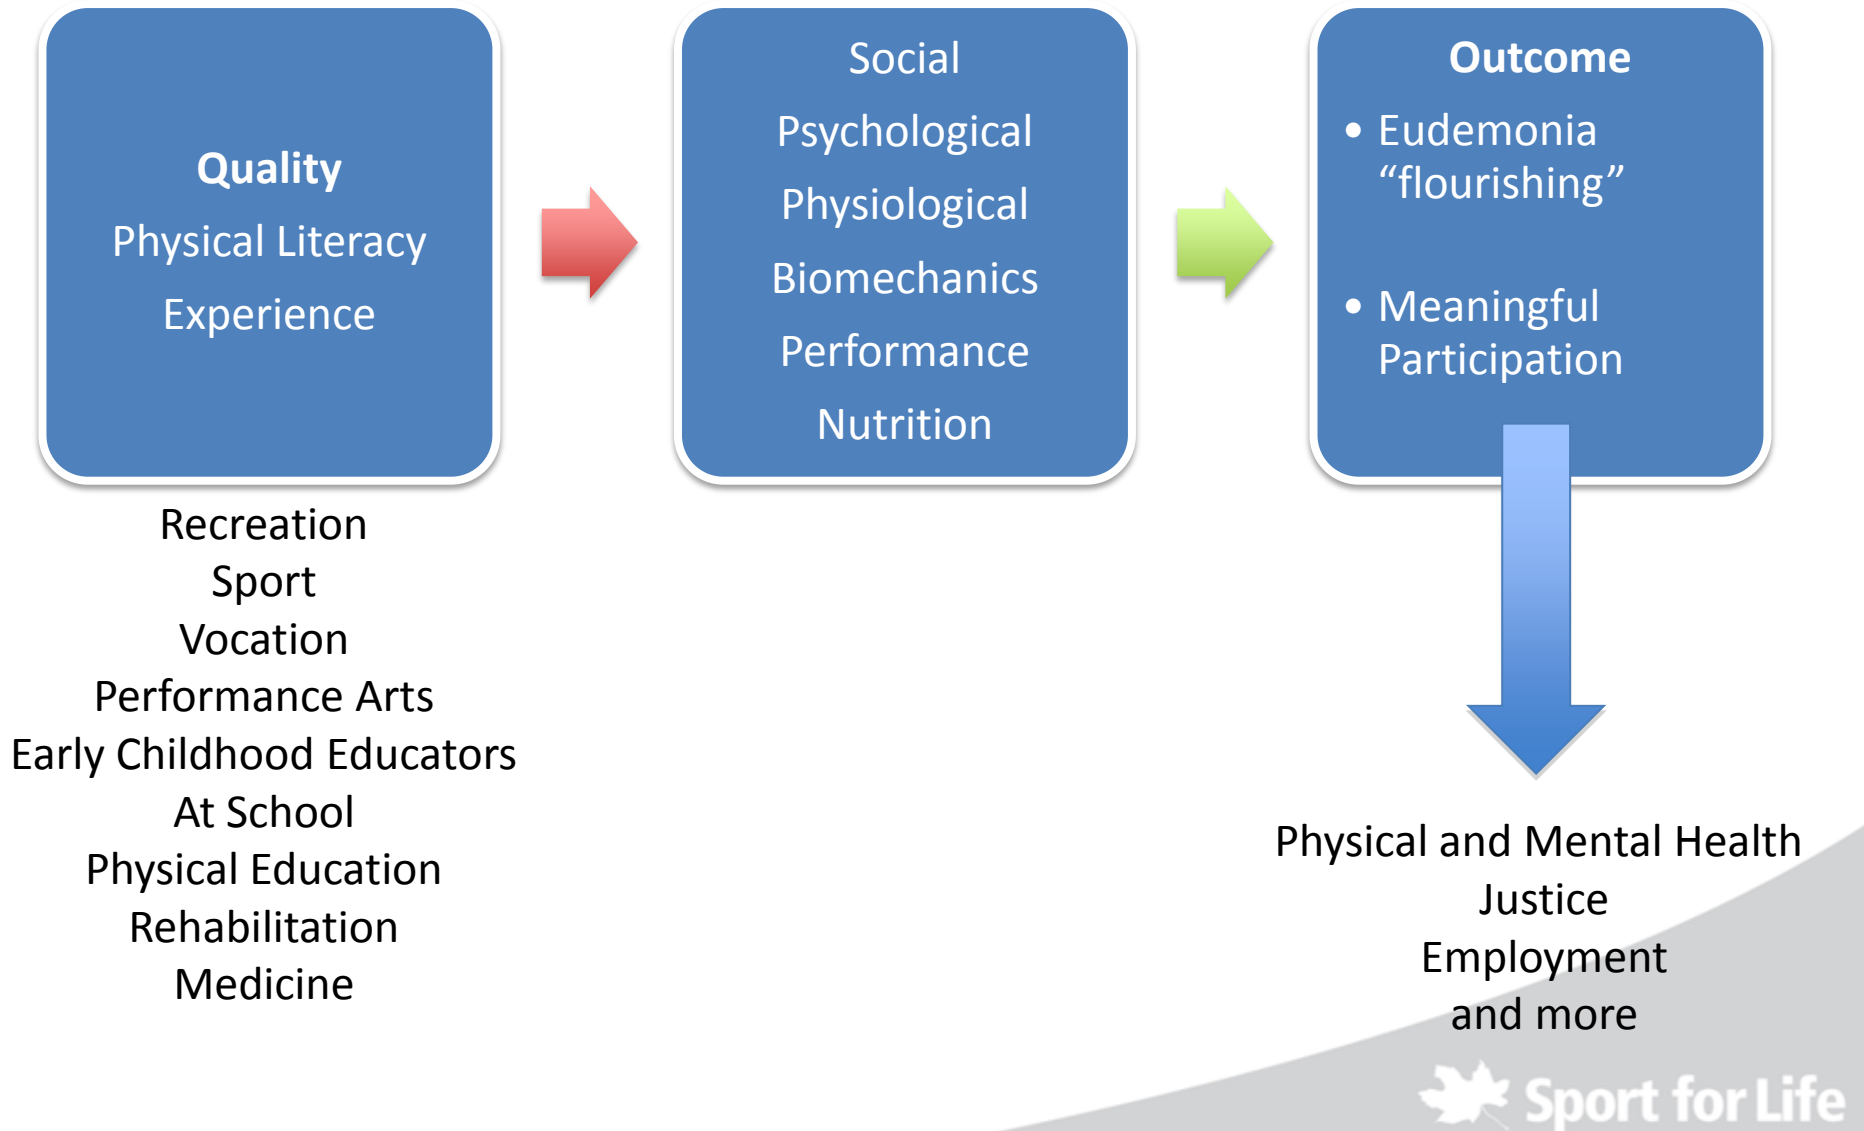 Quality
Physical Literacy
Experience
Recreation
Sport
Vocation
Performance Arts
Early Childhood Educators
At School
Physical Education
Rehabilitation
Medicine
Social
Psychological
Physiological
Biomechanics
Performance
Nutrition
Outcome
• Eudemonia
“flourishing”
• Meaningful
Participation
Physical and Mental Health
Justice
Employment
and more
Sport for Life